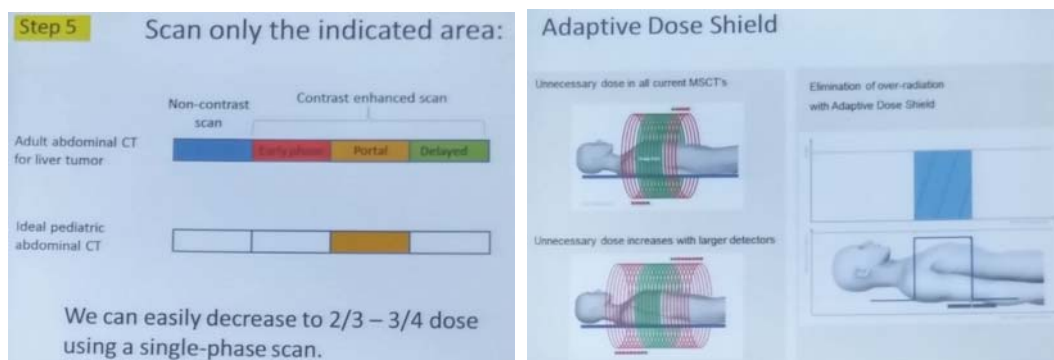 Step 5
Scan only the indicated area:
Non-contrast
scan
Contrast enhanced scan
Adult abdominal CT
for liver tumor
Early phase
Portal
Delayed
Ideal pediatric
abdominal CT
We can easily decrease to 2/3 – 3/4 dose
using a single-phase scan.
Adaptive Dose Shield
Unnecessary dose in all current MSCT's
Unnecessary dose increases with larger detectors
Elimination of over-radiation
with Adaptive Dose Shield